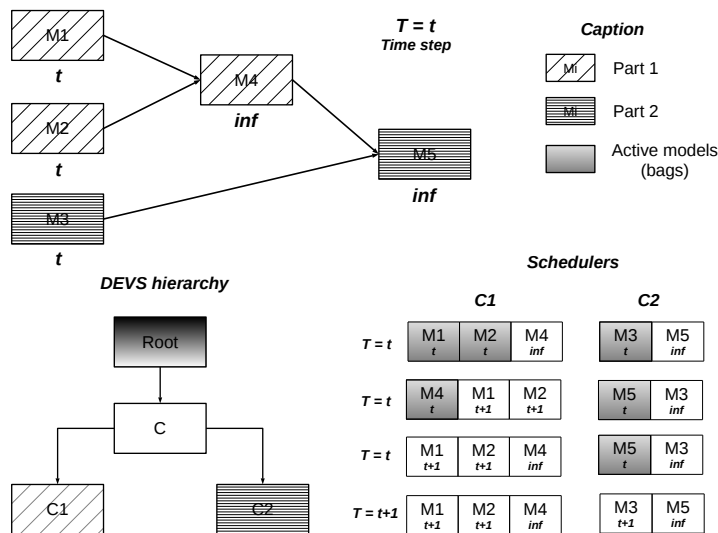 M1
t
M2
t
M3
t
M4
inf
M5
inf
T = t
Time step
Caption
Mi Part 1
Mi Part 2
Active models
(bags)
DEVS hierarchy
Root
C
C1
C2
Schedulers
C1 C2
T = t M1 M2 M4 M3 M5
t t inf t inf
T = t M4 M1 M2 M5 M3
t t+1 t+1 t inf
T = t M1 M2 M4 M5 M3
t+1 t+1 inf t inf
T = t+1 M1 M2 M4 M3 M5
t+1 t+1 inf t+1 inf